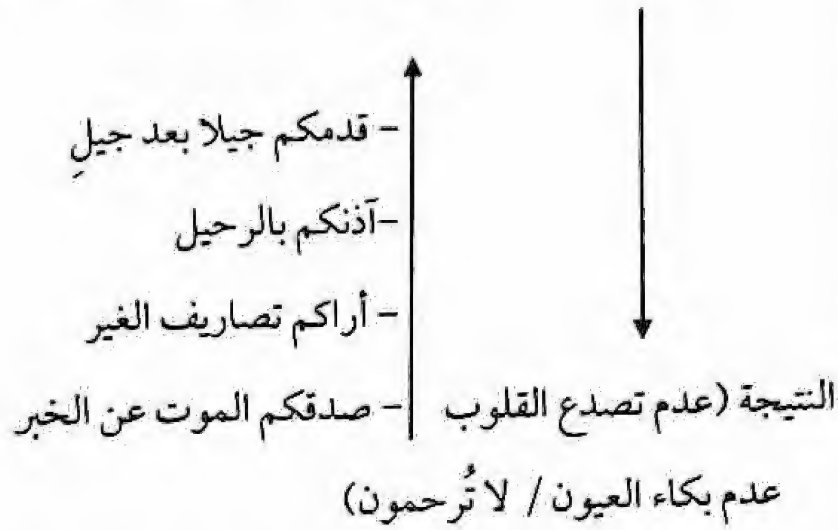 - قدمكم جيلا بعد جيلِ
-آذنكم بالرحيل
- أراكم تصاريف الغير
النتيجة (عدم تصدع القلوب - صدقكم الموت عن الخبر
عدم بكاء العيون / لا تُرحمون)